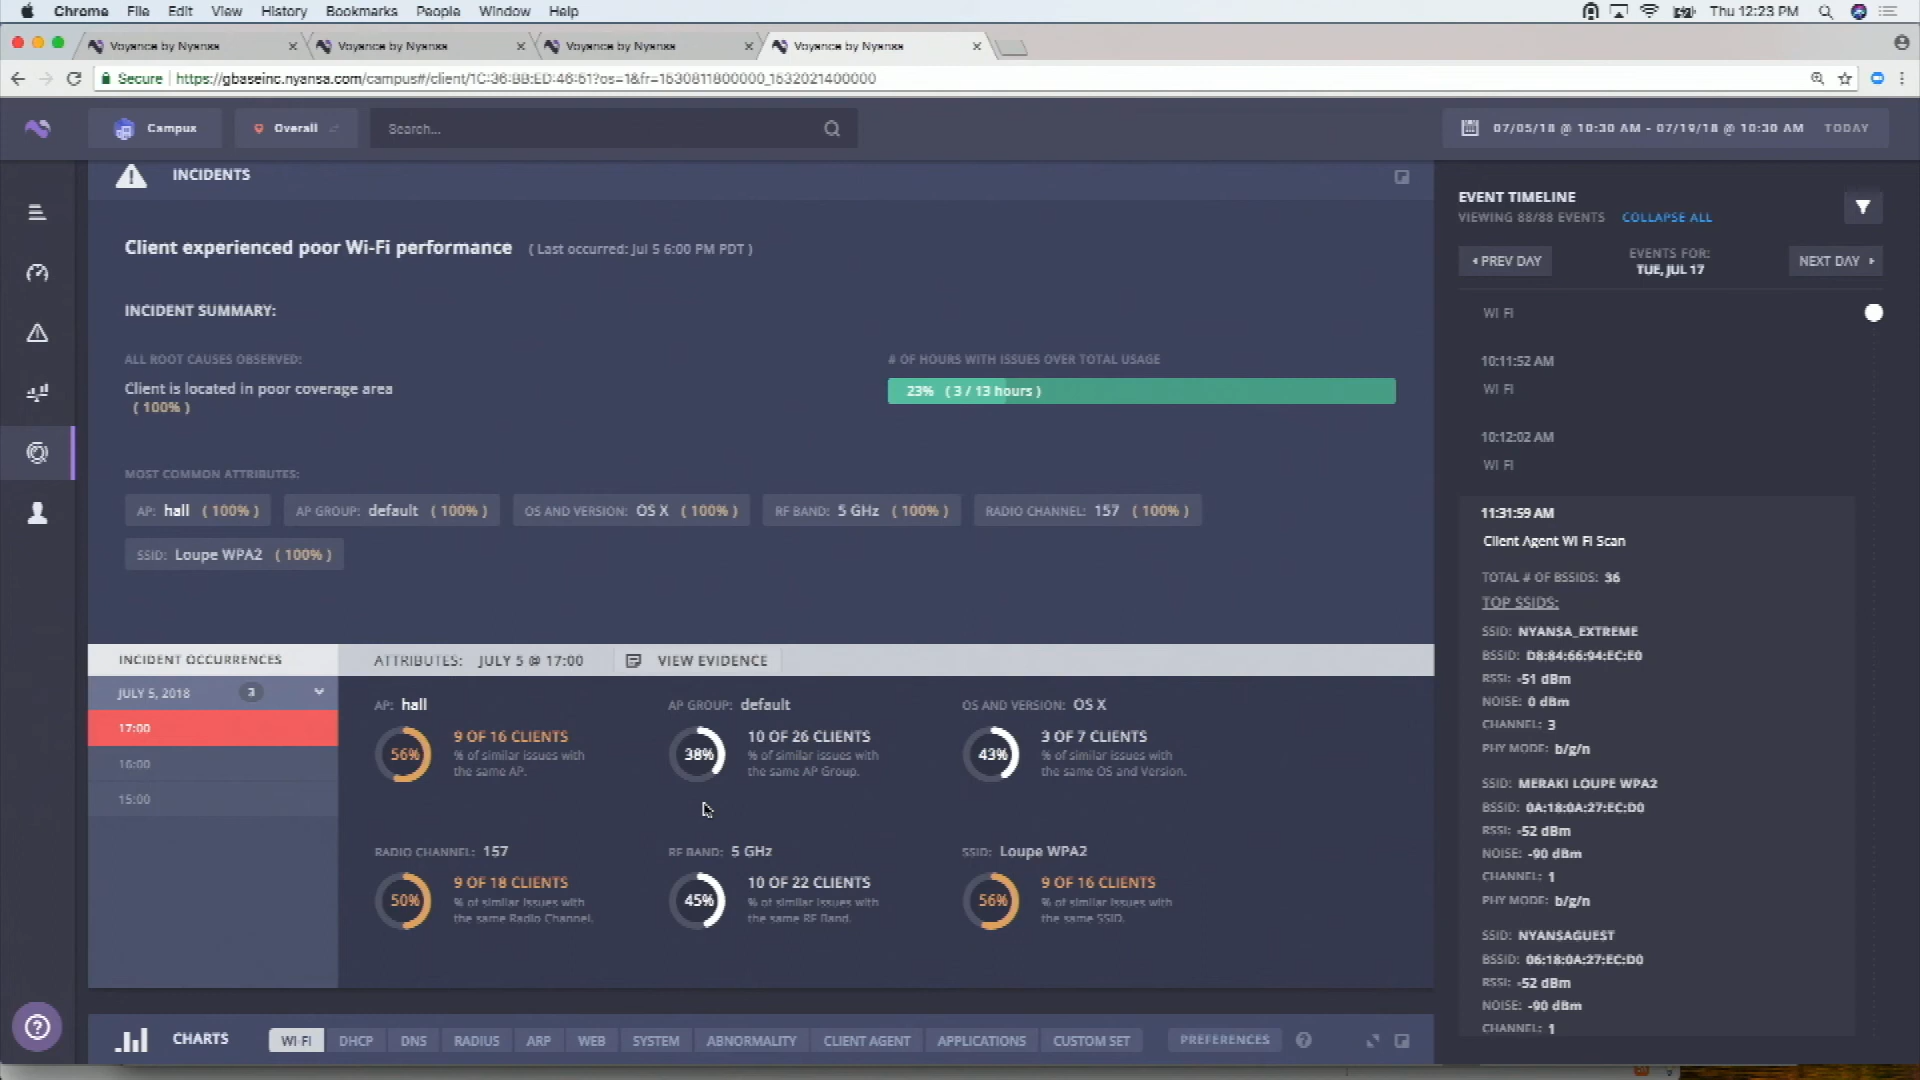 Chrome File Edit View History Bookmarks People Window Help
Thu 12:23 PM
Voyance by Nyansa
Voyance by Nyansa
Voyance by Nyansa
Voyance by Nyansa
Secure https://gbaseinc.nyansa.com/campus#/client/1C:36:BB:ED:46:51?os=1&fr=1530811800000_1532021400000
Campus
Overall
Search...
07/05/18 @ 10:30 AM - 07/19/18 @ 10:30 AM TODAY
INCIDENTS
Client experienced poor Wi-Fi performance ( Last occurred: Jul 5 6:00 PM PDT )
INCIDENT SUMMARY:
ALL ROOT CAUSES OBSERVED:
Client is located in poor coverage area
( 100% )
# OF HOURS WITH ISSUES OVER TOTAL USAGE
23% ( 3 / 13 hours )
MOST COMMON ATTRIBUTES:
AP: hall ( 100% )
AP GROUP: default ( 100% )
OS AND VERSION: OS X ( 100% )
RF BAND: 5 GHz ( 100% )
RADIO CHANNEL: 157 ( 100% )
SSID: Loupe WPA2 ( 100% )
INCIDENT OCCURRENCES
JULY 5, 2018 3
17:00
16:00
15:00
ATTRIBUTES: JULY 5 @ 17:00
VIEW EVIDENCE
AP: hall
56%
9 OF 16 CLIENTS
% of similar issues with
the same AP.
AP GROUP: default
38%
10 OF 26 CLIENTS
% of similar issues with
the same AP Group.
OS AND VERSION: OS X
43%
3 OF 7 CLIENTS
% of similar issues with
the same OS and Version.
RADIO CHANNEL: 157
50%
9 OF 18 CLIENTS
% of similar issues with
the same Radio Channel.
RF BAND: 5 GHz
45%
10 OF 22 CLIENTS
% of similar issues with
the same RF Band.
SSID: Loupe WPA2
56%
9 OF 16 CLIENTS
% of similar issues with
the same SSID.
CHARTS
WI FI DHCP DNS RADIUS ARP WEB SYSTEM ABNORMALITY CLIENT AGENT APPLICATIONS CUSTOM SET PREFERENCES ?
EVENT TIMELINE
VIEWING 88/88 EVENTS COLLAPSE ALL
PREV DAY
EVENTS FOR:
TUE, JUL 17
NEXT DAY
WI FI
10:11:52 AM
WI FI
10:12:02 AM
WI FI
11:31:59 AM
Client Agent WI FI Scan
TOTAL # OF BSSIDS: 36
TOP SSIDS:
SSID: NYANSA_EXTREME
BSSID: D8:84:66:94:EC:E0
RSSI: -51 dBm
NOISE: 0 dBm
CHANNEL: 3
PHY MODE: b/g/n
SSID: MERAKI LOUPE WPA2
BSSID: 0A:18:0A:27:EC:D0
RSSI: -52 dBm
NOISE: -90 dBm
CHANNEL: 1
PHY MODE: b/g/n
SSID: NYANSAGUEST
BSSID: 06:18:0A:27:EC:D0
RSSI: -52 dBm
NOISE: -90 dBm
CHANNEL: 1